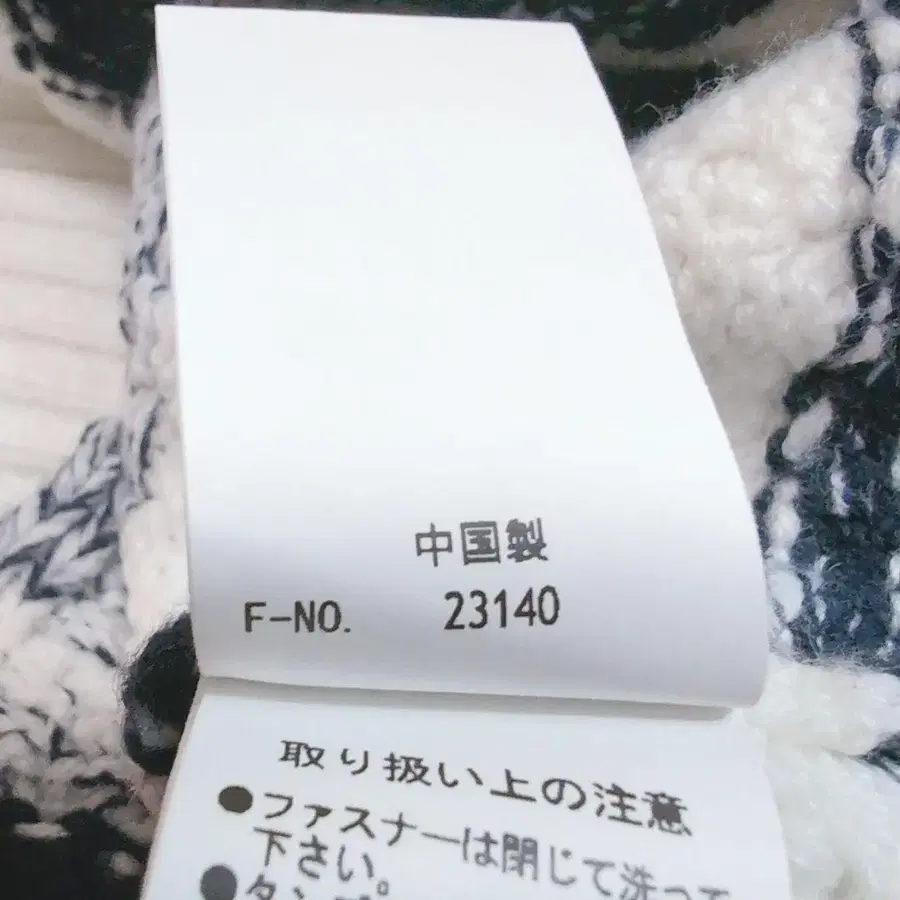 中国製
F-NO. 23140
取り扱い上の注意
●ファスナーは閉じて洗って
下さい。